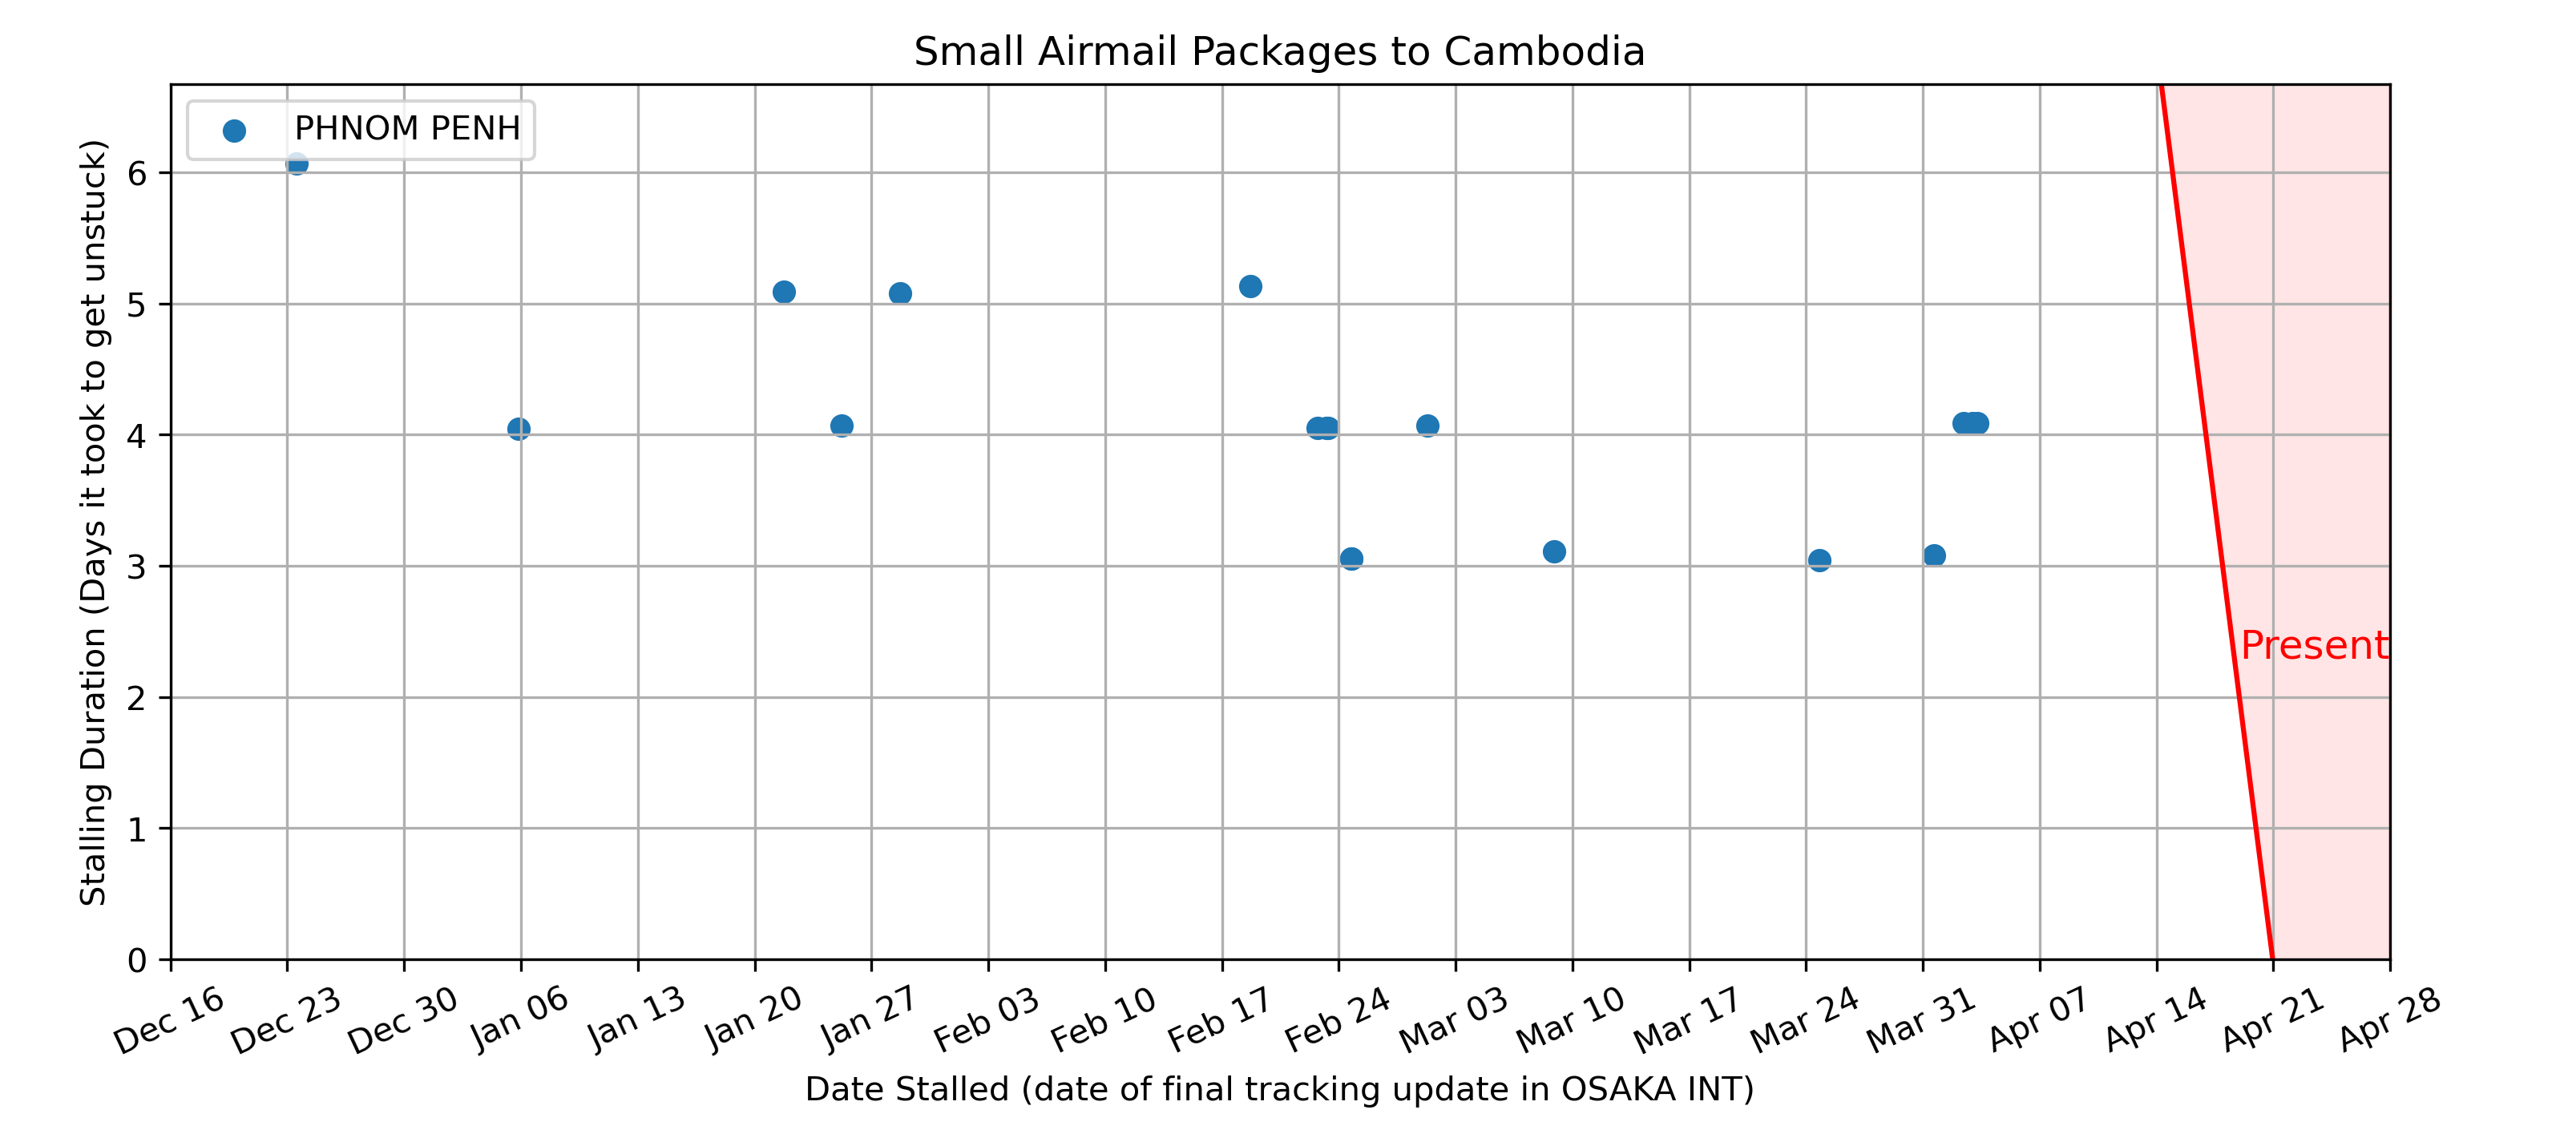 Small Airmail Packages to Cambodia
PHNOM PENH
Stalling Duration (Days it took to get unstuck)
6
5
4
3
2
1
0
Present
Dec 16
Dec 23
Dec 30
Jan 06
Jan 13
Jan 20
Jan 27
Feb 03
Feb 10
Feb 17
Feb 24
Mar 03
Mar 10
Mar 17
Mar 24
Mar 31
Apr 07
Apr 14
Apr 21
Apr 28
Date Stalled (date of final tracking update in OSAKA INT)